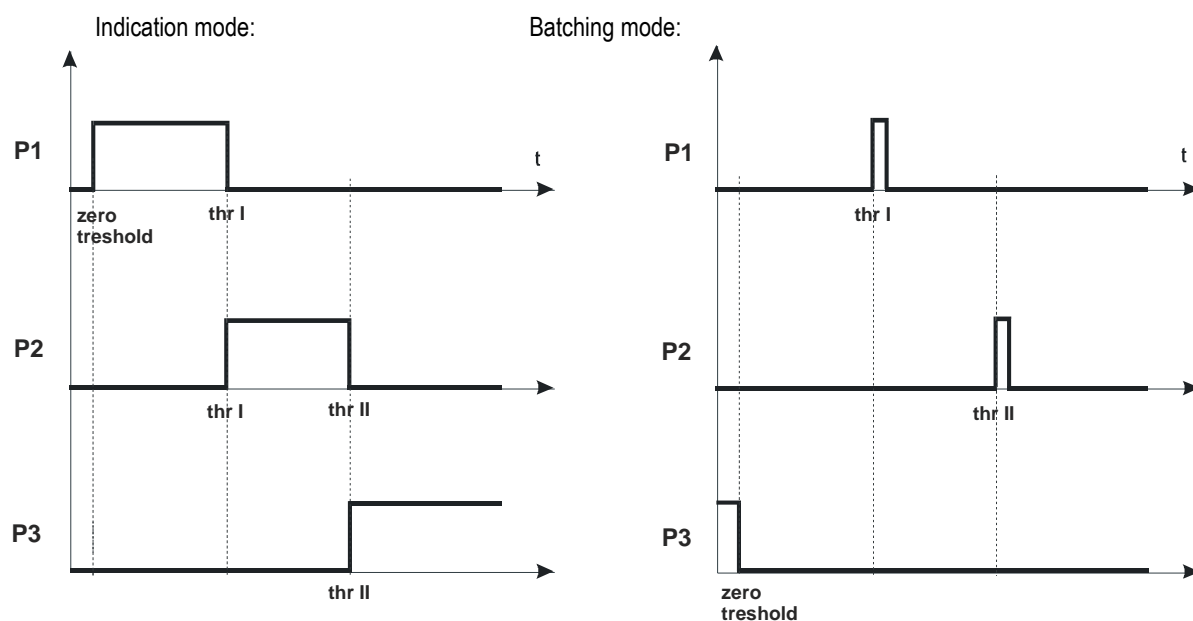 Indication mode:
Batching mode:
P1
t
zero
treshold
thr I
P2
thr I
thr II
P3
thr II
P1
t
thr I
P2
thr II
P3
zero
treshold